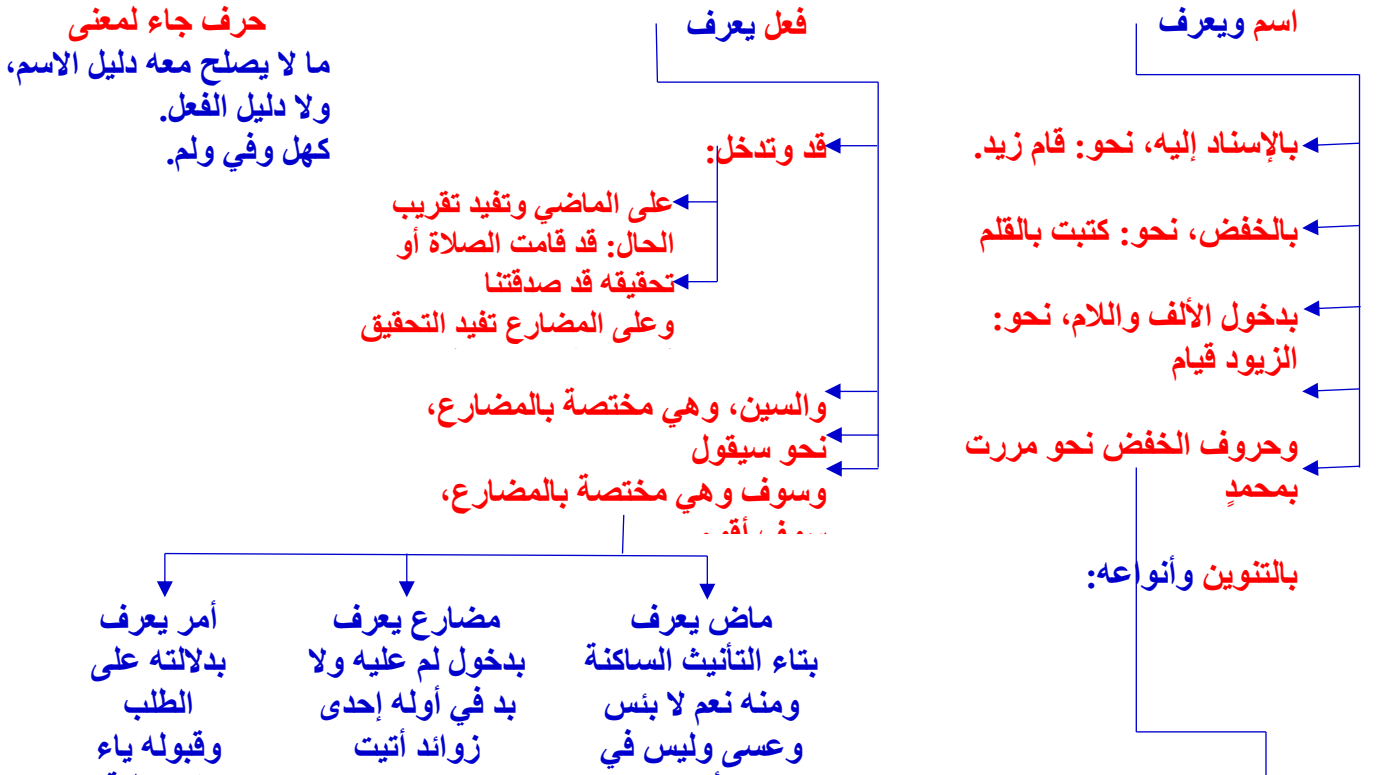 اسم ويعرف
بالإسناد إليه، نحو: قام زيد.
بالخفض، نحو: كتبت بالقلم
بدخول الألف واللام، نحو:
الزيود قيام
وحروف الخفض نحو مررت
بمحمدٍ
بالتنوين وأنواعه:
فعل يعرف
قد وتدخل:
على الماضي وتفيد تقريب
الحال: قد قامت الصلاة أو
تحقيقه قد صدقتنا
وعلى المضارع تفيد التحقيق
والسين، وهي مختصة بالمضارع،
نحو سيقول
وسوف وهي مختصة بالمضارع،
ماض يعرف
بتاء التأنيث الساكنة
ومنه نعم لا بئس
وعسى وليس في
مضارع يعرف
بدخول لم عليه ولا
بد في أوله إحدى
زوائد أتيت
أمر يعرف
بدلالته على
الطلب
وقبوله ياء
حرف جاء لمعنى
ما لا يصلح معه دليل الاسم،
ولا دليل الفعل.
كهل وفي ولم.